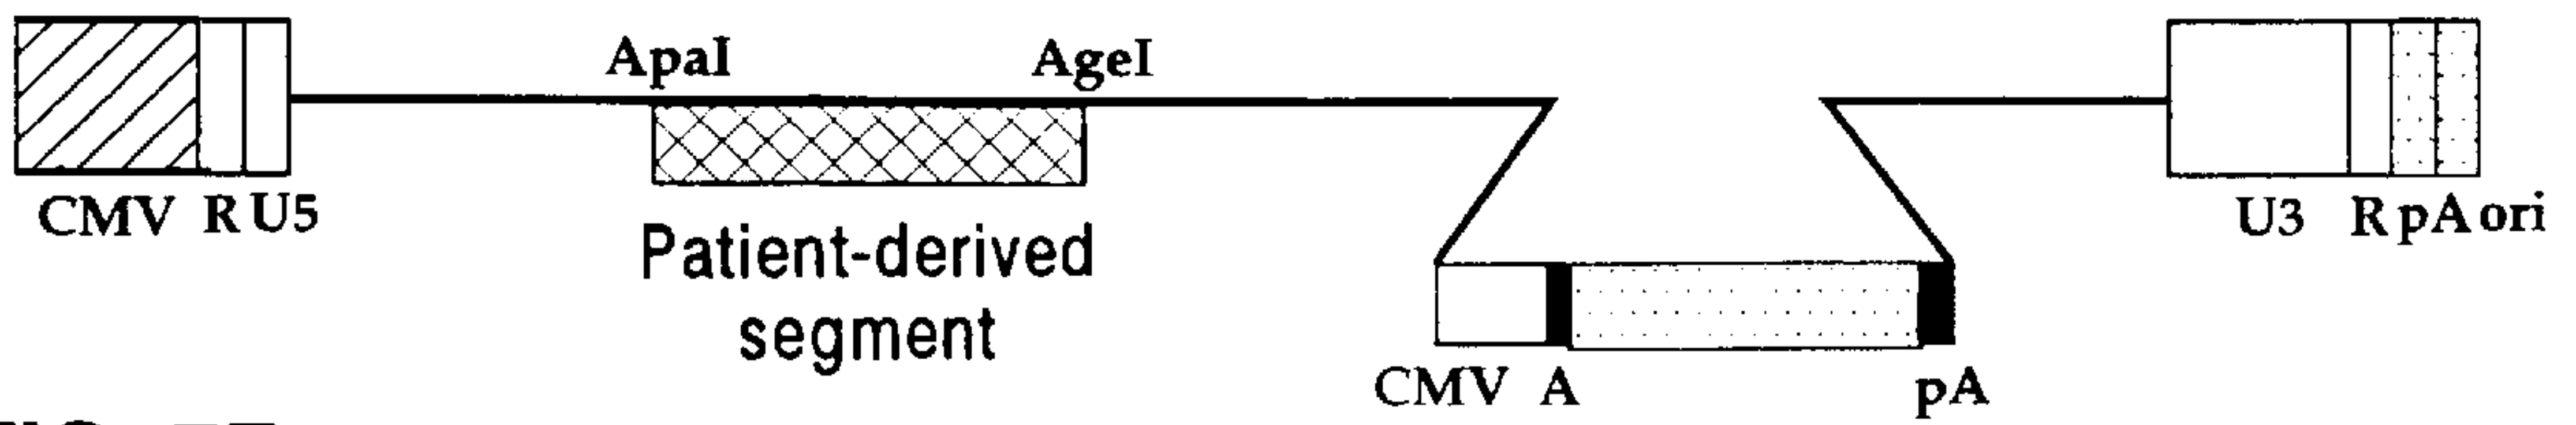 ApaI AgeI
CMV R U5
U3 R pA ori
Patient-derived
segment
CMV A pA